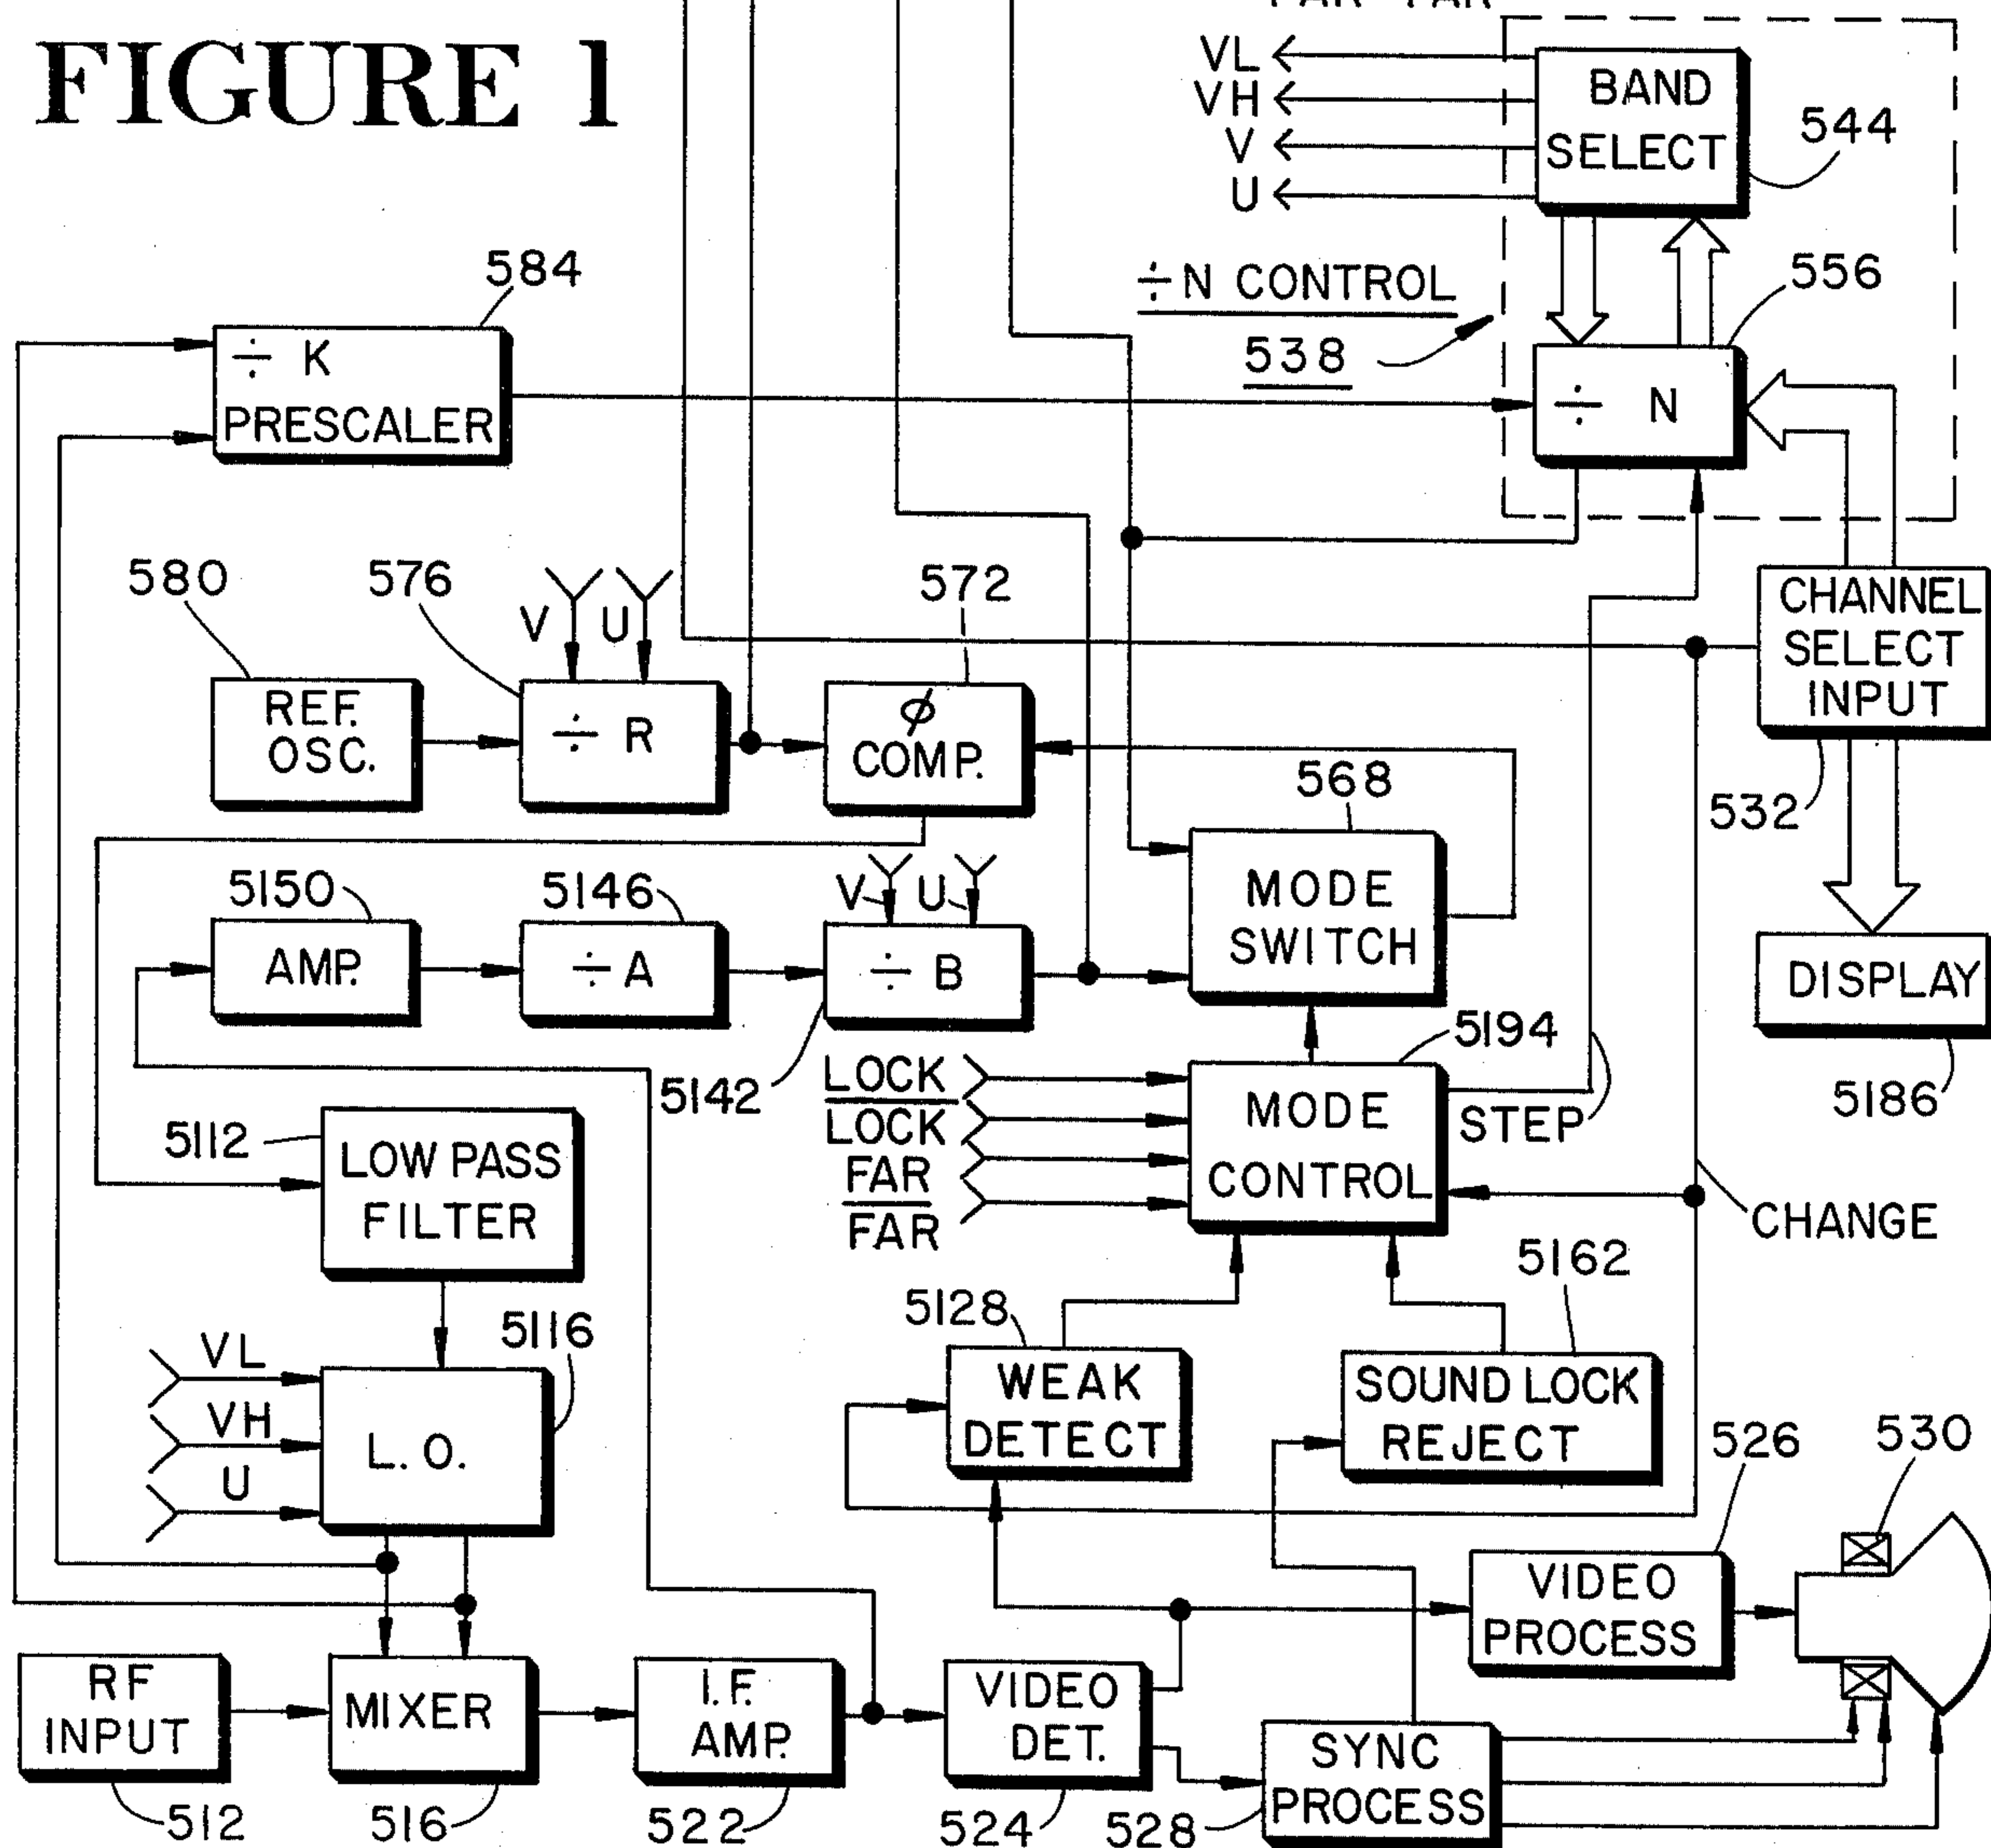 FIGURE 1
VL
VH
V
U
BAND
SELECT
544
÷N CONTROL
538
556
÷ N
584
÷ K
PRESCALER
580
576
V
U
572
REF.
OSC.
÷ R
ϕ
COMP.
568
CHANNEL
SELECT
INPUT
532
5150
5146
V
U
MODE
SWITCH
AMP.
÷ A
÷ B
DISPLAY
5142
5194
5186
LOCK
LOCK
FAR
FAR
MODE
CONTROL
STEP
CHANGE
5112
LOW PASS
FILTER
5128
5162
5116
VL
VH
U
L.O.
WEAK
DETECT
SOUND LOCK
REJECT
526
530
VIDEO
PROCESS
RF
INPUT
MIXER
I.F.
AMP.
VIDEO
DET.
SYNC
PROCESS
512
516
522
524
528